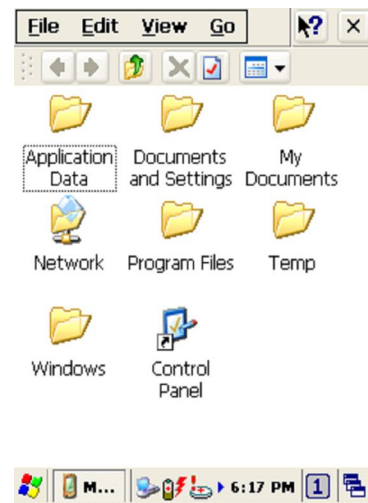 File Edit View Go ?
Application Documents My
Data and Settings Documents
Network Program Files Temp
Windows Control
Panel
M... 6:17 PM 1